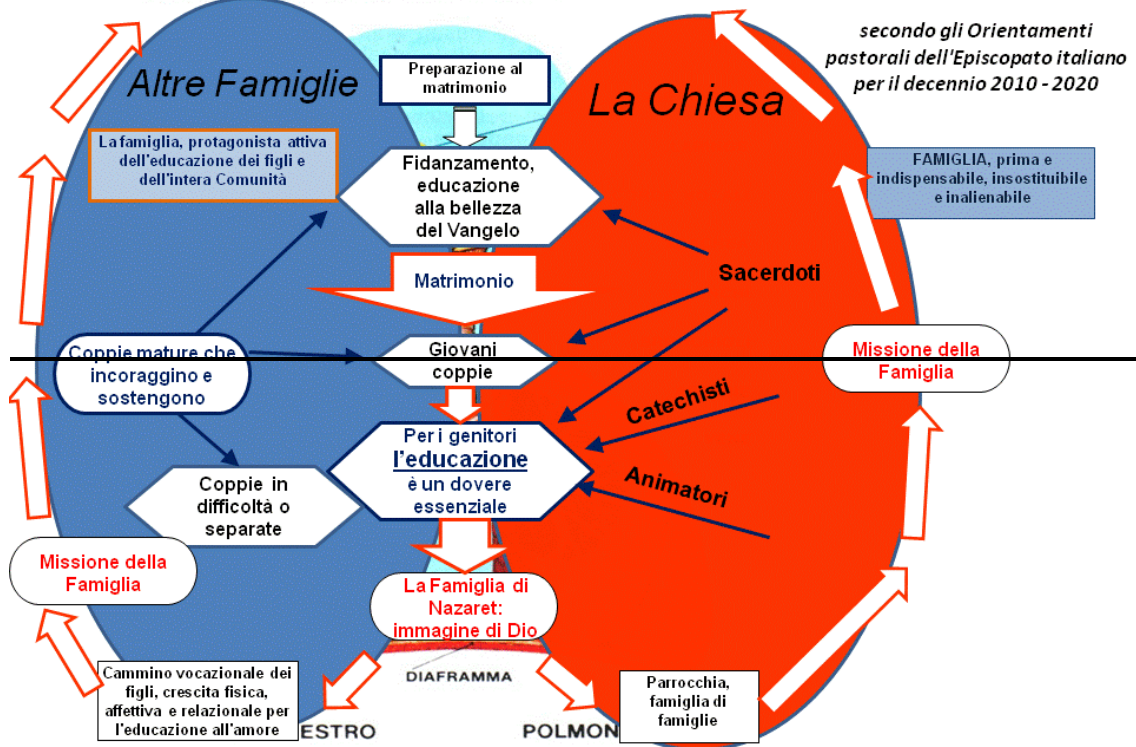 secondo gli Orientamenti
pastorali dell'Episcopato italiano
per il decennio 2010 - 2020
Altre Famiglie
Preparazione al
matrimonio
La Chiesa
La famiglia, protagonista attiva
dell'educazione dei figli e
dell'intera Comunità
Fidanzamento,
educazione
alla bellezza
del Vangelo
FAMIGLIA, prima e
indispensabile, insostituibile
e inalienabile
Matrimonio
Sacerdoti
Coppie mature che
incoraggino e
sostengono
Giovani
coppie
Missione della
Famiglia
Catechisti
Per i genitori
l'educazione
è un dovere
essenziale
Animatori
Coppie in
difficoltà o
separate
Missione della
Famiglia
La Famiglia di
Nazaret:
immagine di Dio
DIAFRAMMA
Cammino vocazionale dei
figli, crescita fisica,
affettiva e relazionale per
l'educazione all'amore
Parrocchia,
famiglia di
famiglie
ESTRO
POLMON